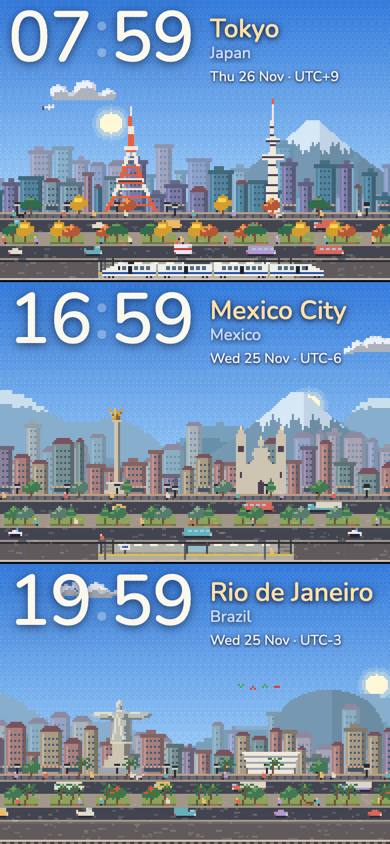 07:59
Tokyo
Japan
Thu 26 Nov · UTC+9
16:59
Mexico City
Mexico
Wed 25 Nov · UTC-6
19:59
Rio de Janeiro
Brazil
Wed 25 Nov · UTC-3